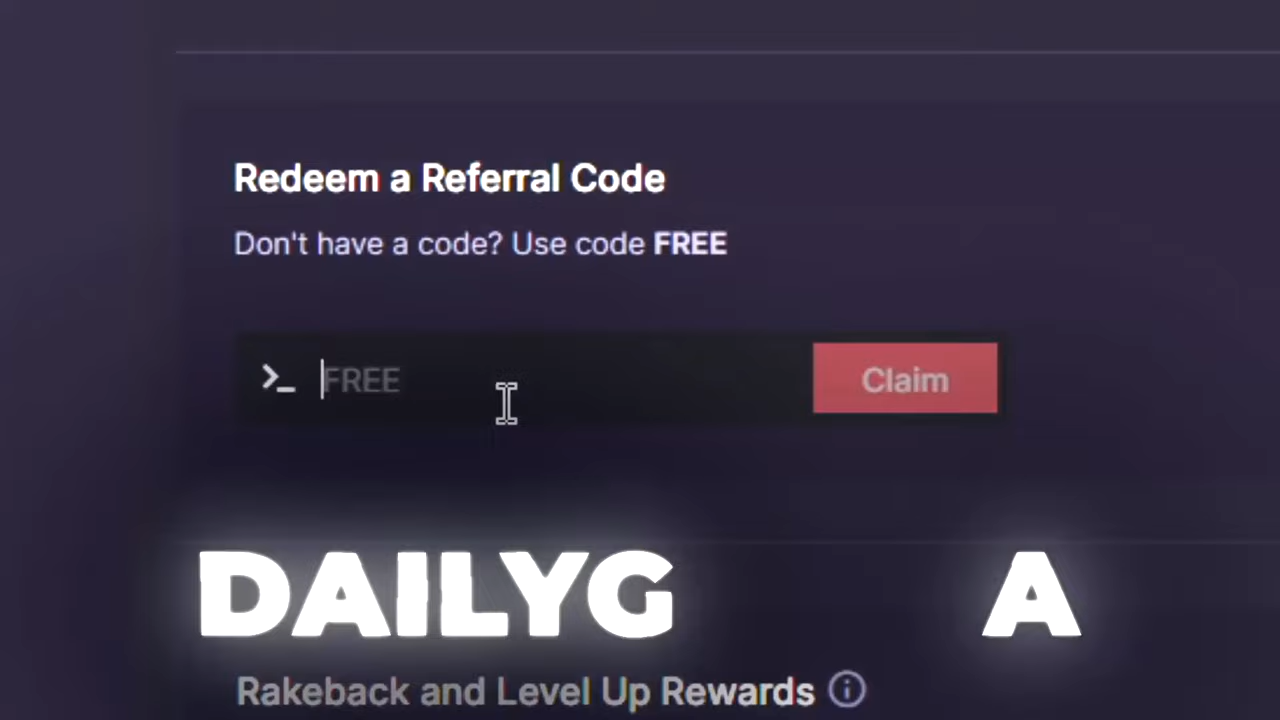 Redeem a Referral Code
Don't have a code? Use code FREE
FREE
Claim
DAILYG A
Rakeback and Level Up Rewards